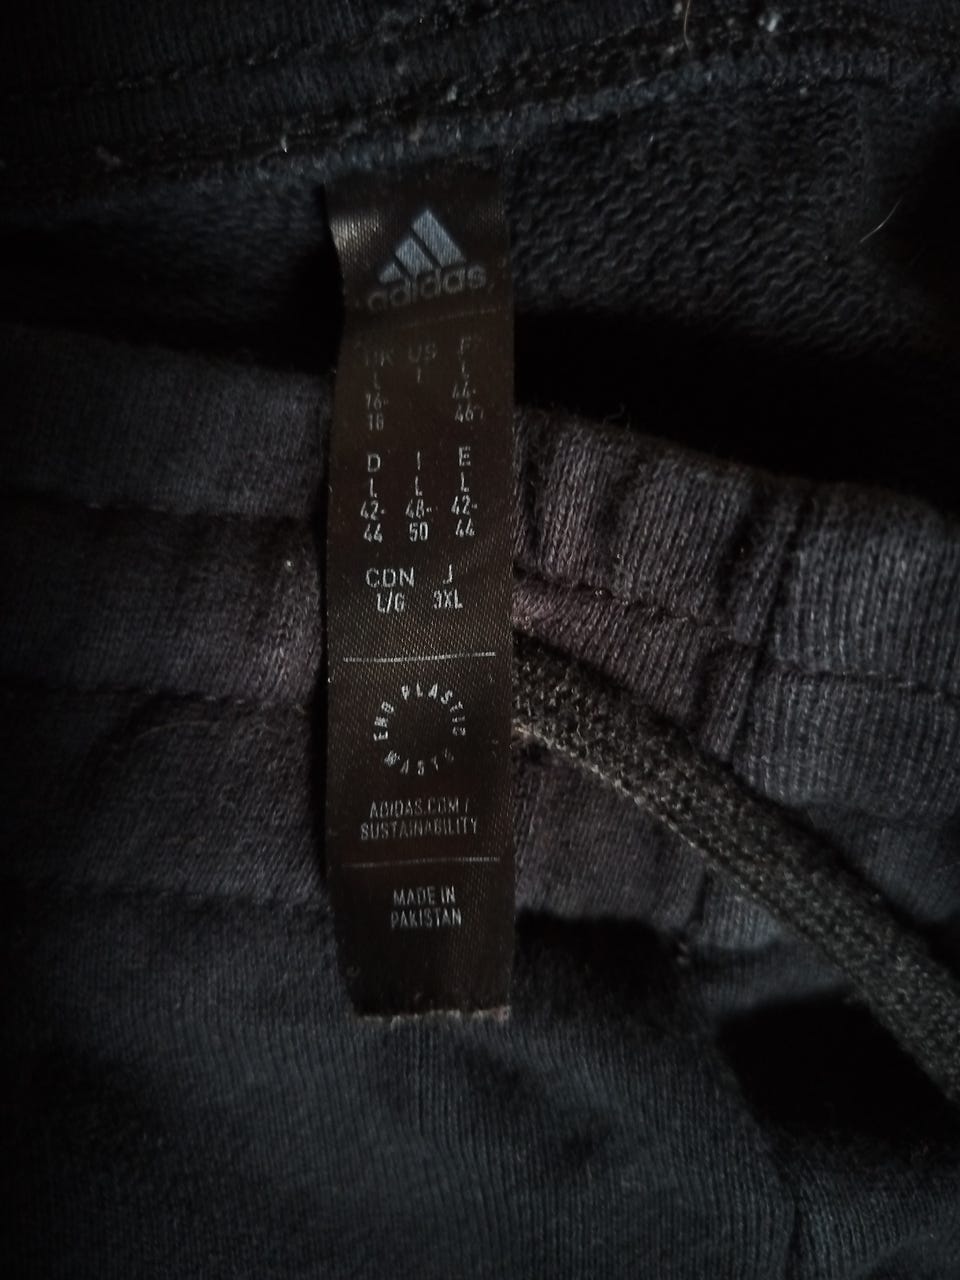 adidas
UK US F
L L L
16- 44-
18 46
D I E
L L L
42- 48- 42-
44 50 44
CDN J
L/G 3XL
END PLASTIC WASTE
ADIDAS.COM/
SUSTAINABILITY
MADE IN
PAKISTAN